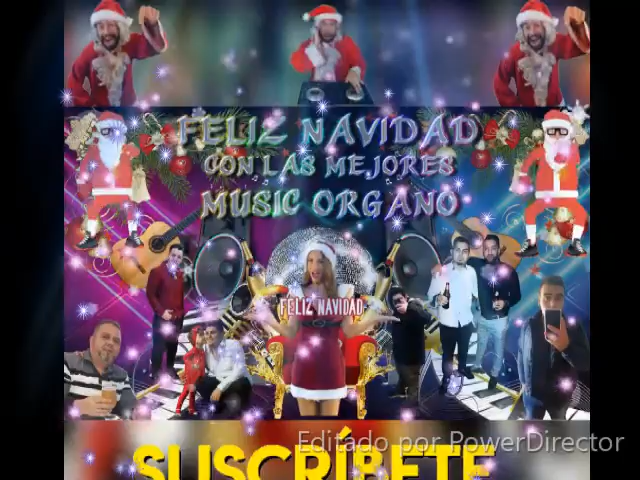 FELIZ NAVIDAD
CON LAS MEJORES
MUSIC ORGANO
FELIZ NAVIDAD
Editado por PowerDirector
SUSCRÍBETE